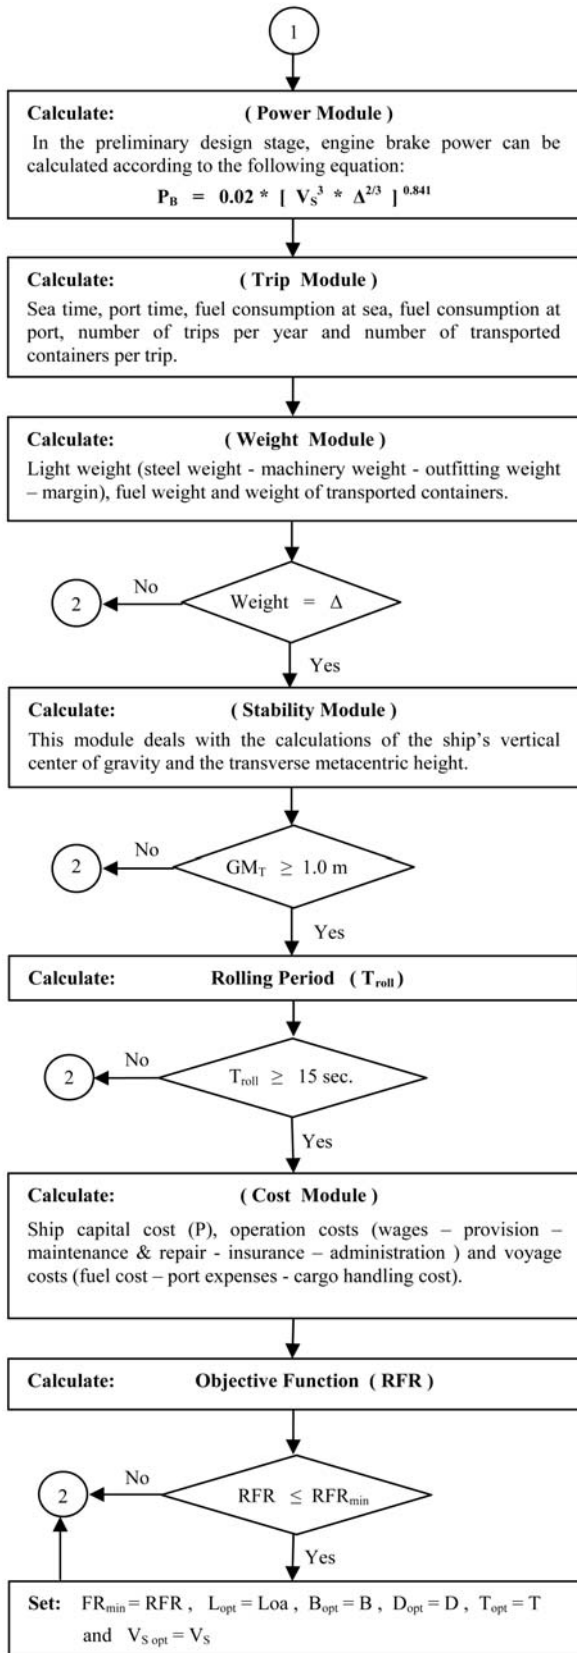 1
Calculate: ( Power Module )
In the preliminary design stage, engine brake power can be
calculated according to the following equation:
P_B = 0.02 * [ V_S^3 * Δ^2/3 ]^0.841
Calculate: ( Trip Module )
Sea time, port time, fuel consumption at sea, fuel consumption at
port, number of trips per year and number of transported
containers per trip.
Calculate: ( Weight Module )
Light weight (steel weight - machinery weight - outfitting weight
– margin), fuel weight and weight of transported containers.
2
No
Weight = Δ
Yes
Calculate: ( Stability Module )
This module deals with the calculations of the ship's vertical
center of gravity and the transverse metacentric height.
2
No
GM_T ≥ 1.0 m
Yes
Calculate: Rolling Period ( T_roll )
2
No
T_roll ≥ 15 sec.
Yes
Calculate: ( Cost Module )
Ship capital cost (P), operation costs (wages – provision –
maintenance & repair - insurance – administration ) and voyage
costs (fuel cost – port expenses - cargo handling cost).
Calculate: Objective Function ( RFR )
2
No
RFR ≤ RFR_min
Yes
Set: FR_min = RFR , L_opt = Loa , B_opt = B , D_opt = D , T_opt = T
and V_S opt = V_S